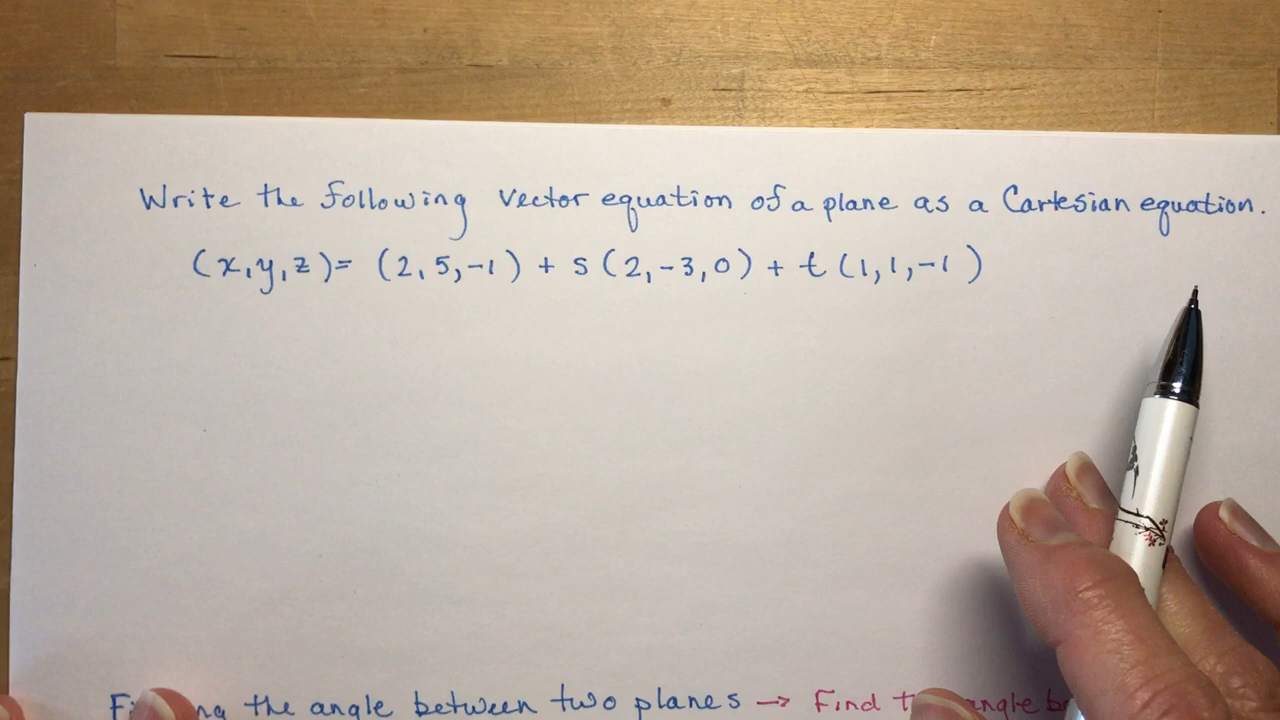 Write the following vector equation of a plane as a Cartesian equation.
(x,y,z)= (2,5,-1) + s(2,-3,0) + t(1,1,-1)
the angle between two planes → Find